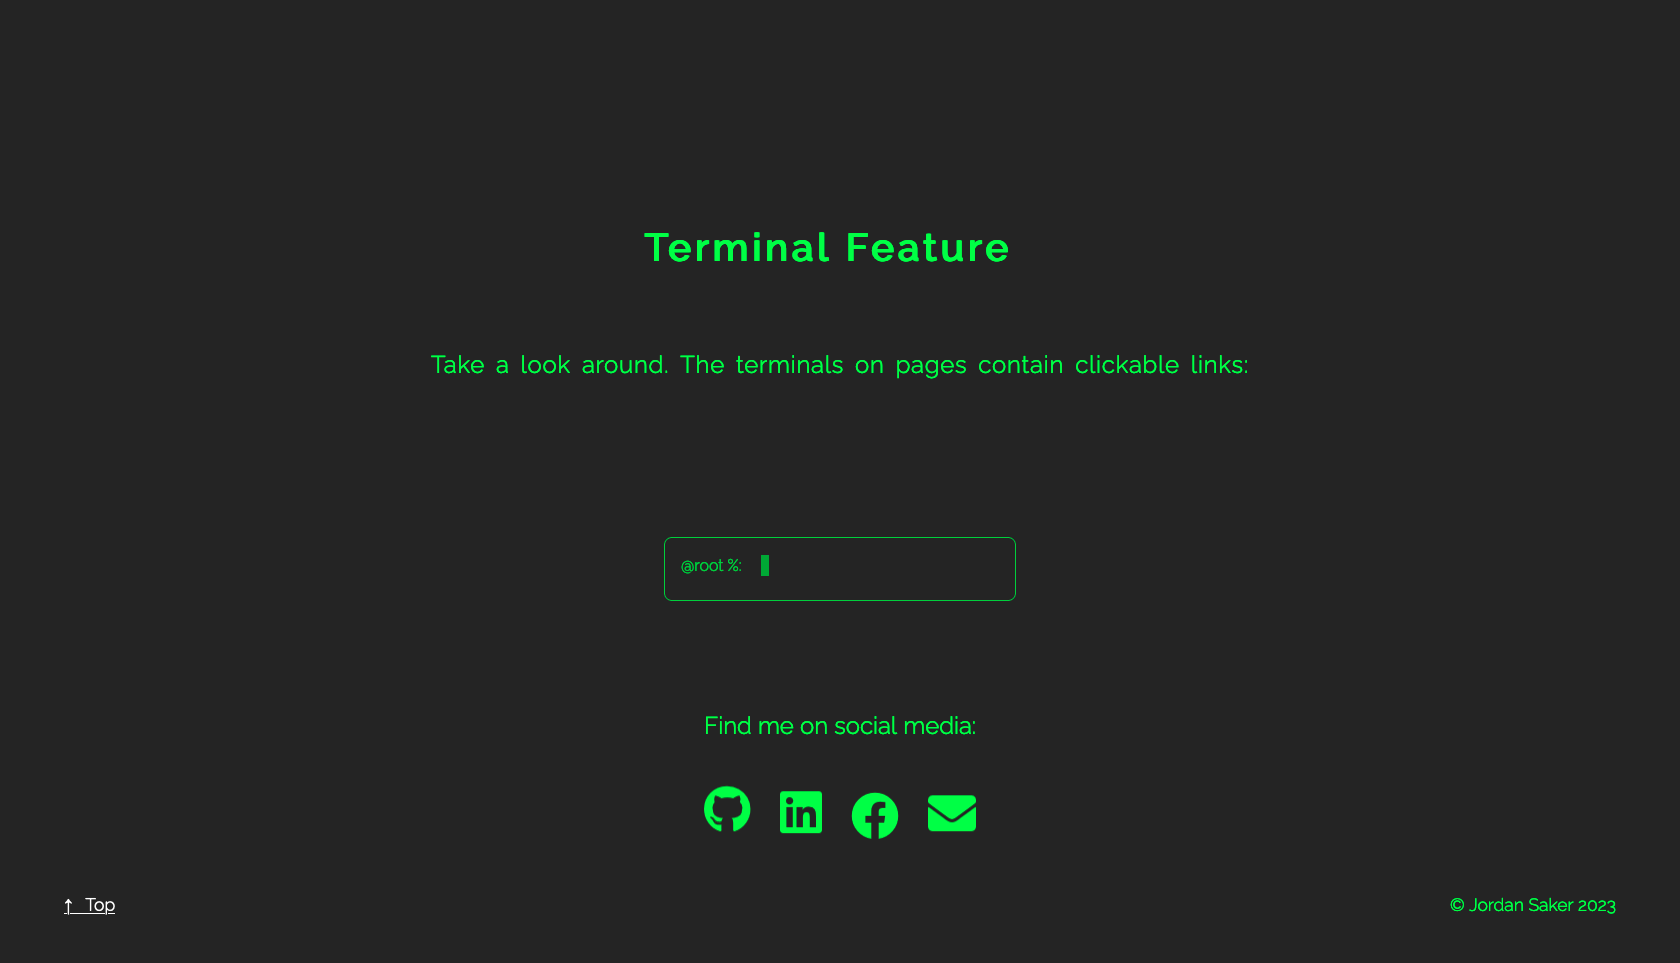 Terminal Feature
Take a look around. The terminals on pages contain clickable links:
@root %:
Find me on social media:
↑ Top
© Jordan Saker 2023